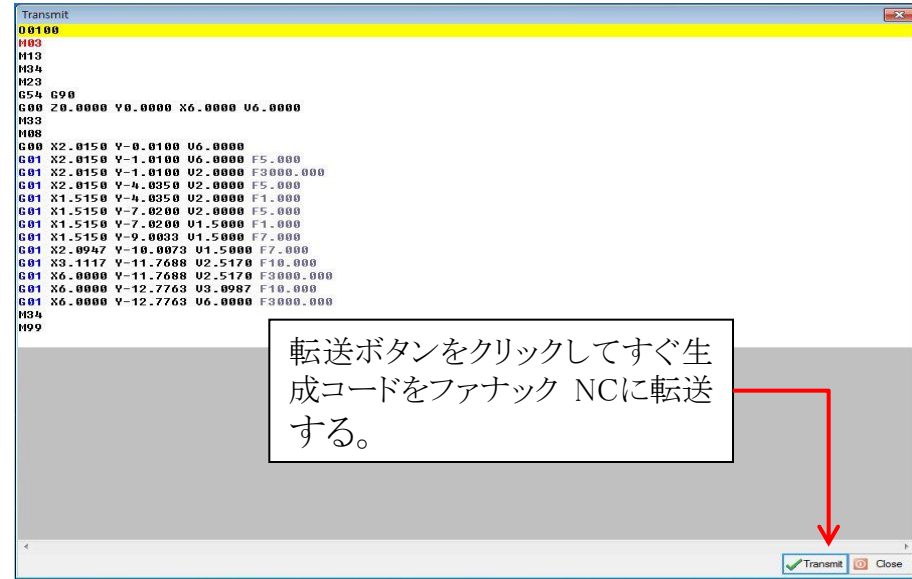 Transmit
O0100
M03
M13
M34
M23
G54 G90
G00 Z0.0000 Y0.0000 X6.0000 V6.0000
M33
M08
G00 X2.0150 Y-0.0100 V6.0000
G01 X2.0150 Y-1.0100 V6.0000 F5.000
G01 X2.0150 Y-1.0100 V2.0000 F3000.000
G01 X2.0150 Y-4.0350 V2.0000 F5.000
G01 X1.5150 Y-4.0350 V2.0000 F1.000
G01 X1.5150 Y-7.0200 V2.0000 F5.000
G01 X1.5150 Y-7.0200 V1.5000 F1.000
G01 X1.5150 Y-9.0033 V1.5000 F7.000
G01 X2.0947 Y-10.0073 V1.5000 F7.000
G01 X3.1117 Y-11.7688 V2.5170 F10.000
G01 X6.0000 Y-11.7688 V2.5170 F3000.000
G01 X6.0000 Y-12.7763 V3.0987 F10.000
G01 X6.0000 Y-12.7763 V6.0000 F3000.000
M34
M99
転送ボタンをクリックしてすぐ生
成コードをファナック NCに転送
する。
Transmit Close